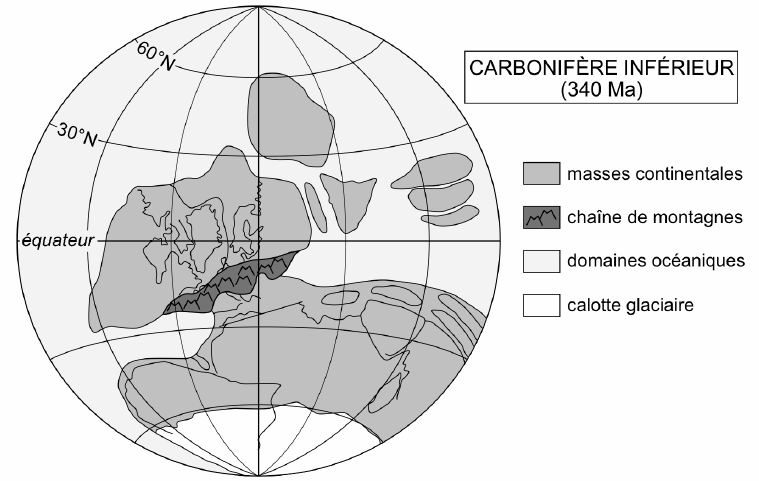 CARBONIFÈRE INFÉRIEUR
(340 Ma)
60°N
30°N
équateur
masses continentales
chaîne de montagnes
domaines océaniques
calotte glaciaire